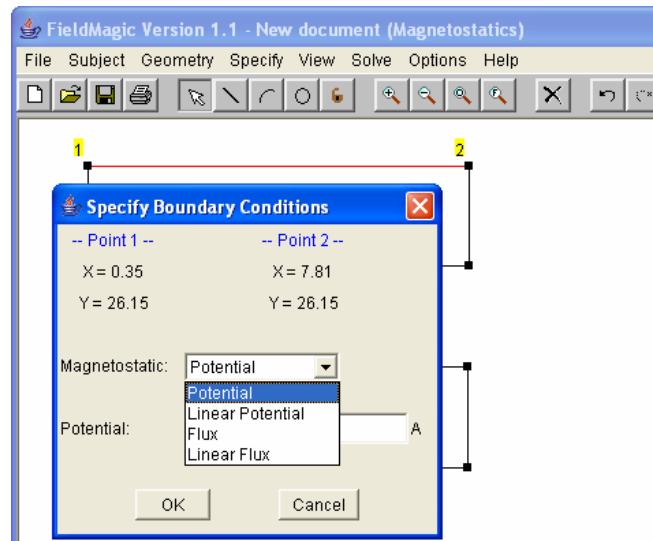 FieldMagic Version 1.1 - New document (Magnetostatics)
File Subject Geometry Specify View Solve Options Help
1 2
Specify Boundary Conditions
-- Point 1 -- -- Point 2 --
X = 0.35 X = 7.81
Y = 26.15 Y = 26.15
Magnetostatic: Potential
Potential
Linear Potential
Flux
Linear Flux
Potential: A
OK Cancel